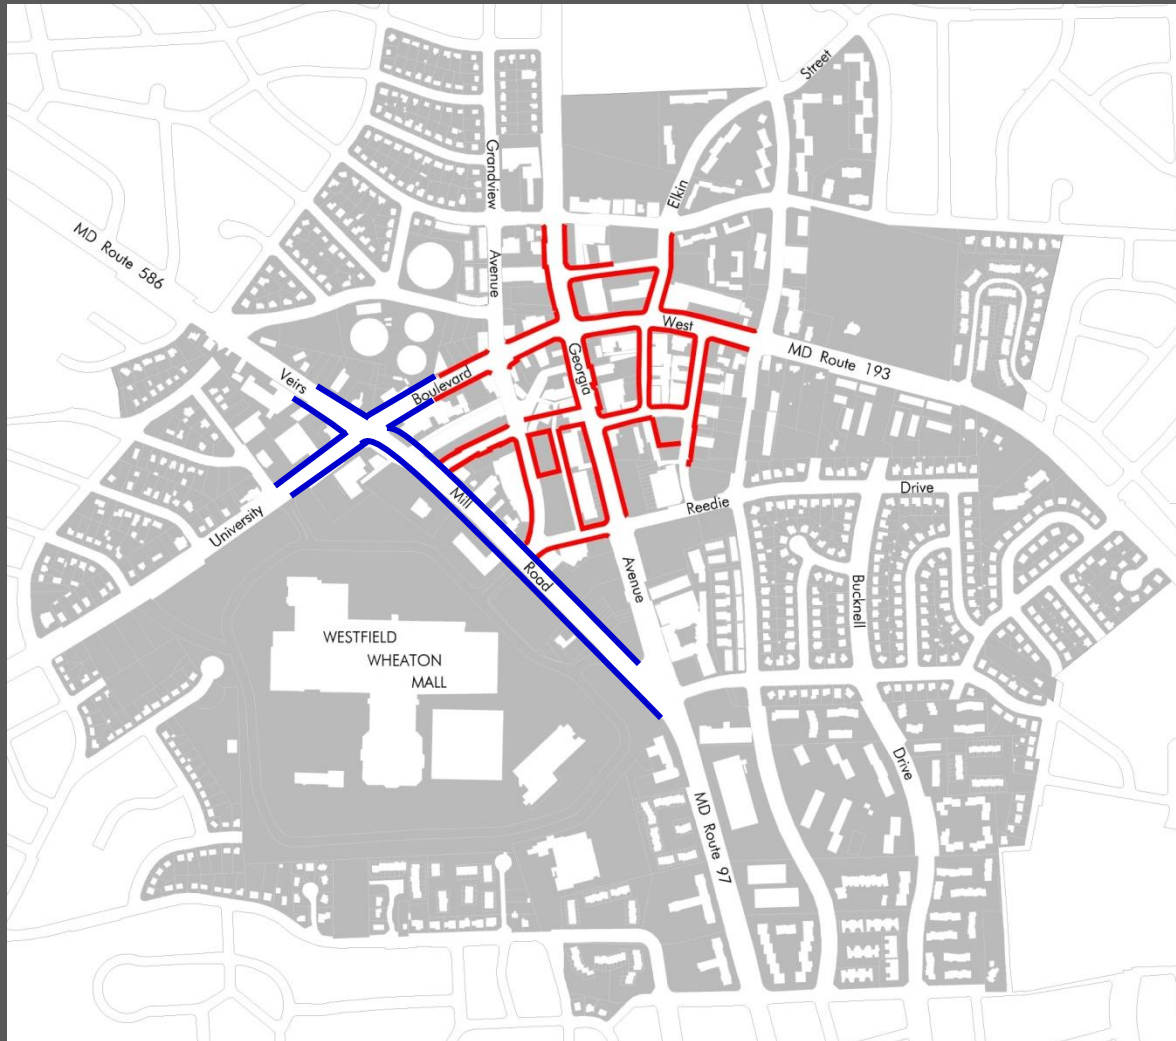 Street
Grandview
Elkin
MD Route 586
Avenue
West
MD Route 193
Georgia
Veirs
Boulevard
Mill
Drive
Reedie
University
Road
Avenue
Bucknell
WESTFIELD
WHEATON
MALL
Drive
MD Route 97